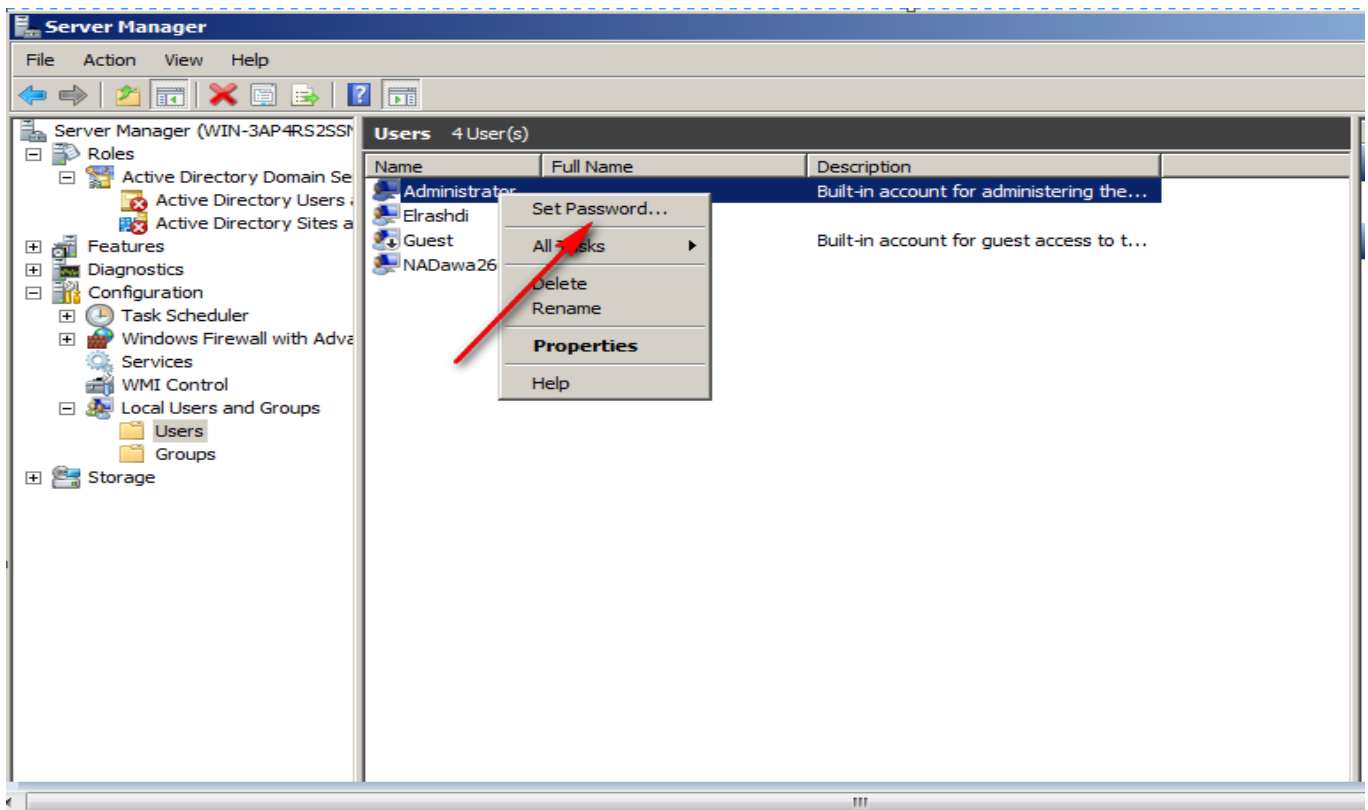 Server Manager
File Action View Help
Server Manager (WIN-3AP4RS2SSN
Roles
Active Directory Domain Se
Active Directory Users
Active Directory Sites a
Features
Diagnostics
Configuration
Task Scheduler
Windows Firewall with Adva
Services
WMI Control
Local Users and Groups
Users
Groups
Storage
Users 4 User(s)
Name Full Name Description
Administrator Built-in account for administering the...
Elrashdi
Guest Built-in account for guest access to t...
NADawa26
Set Password...
All Tasks
Delete
Rename
Properties
Help